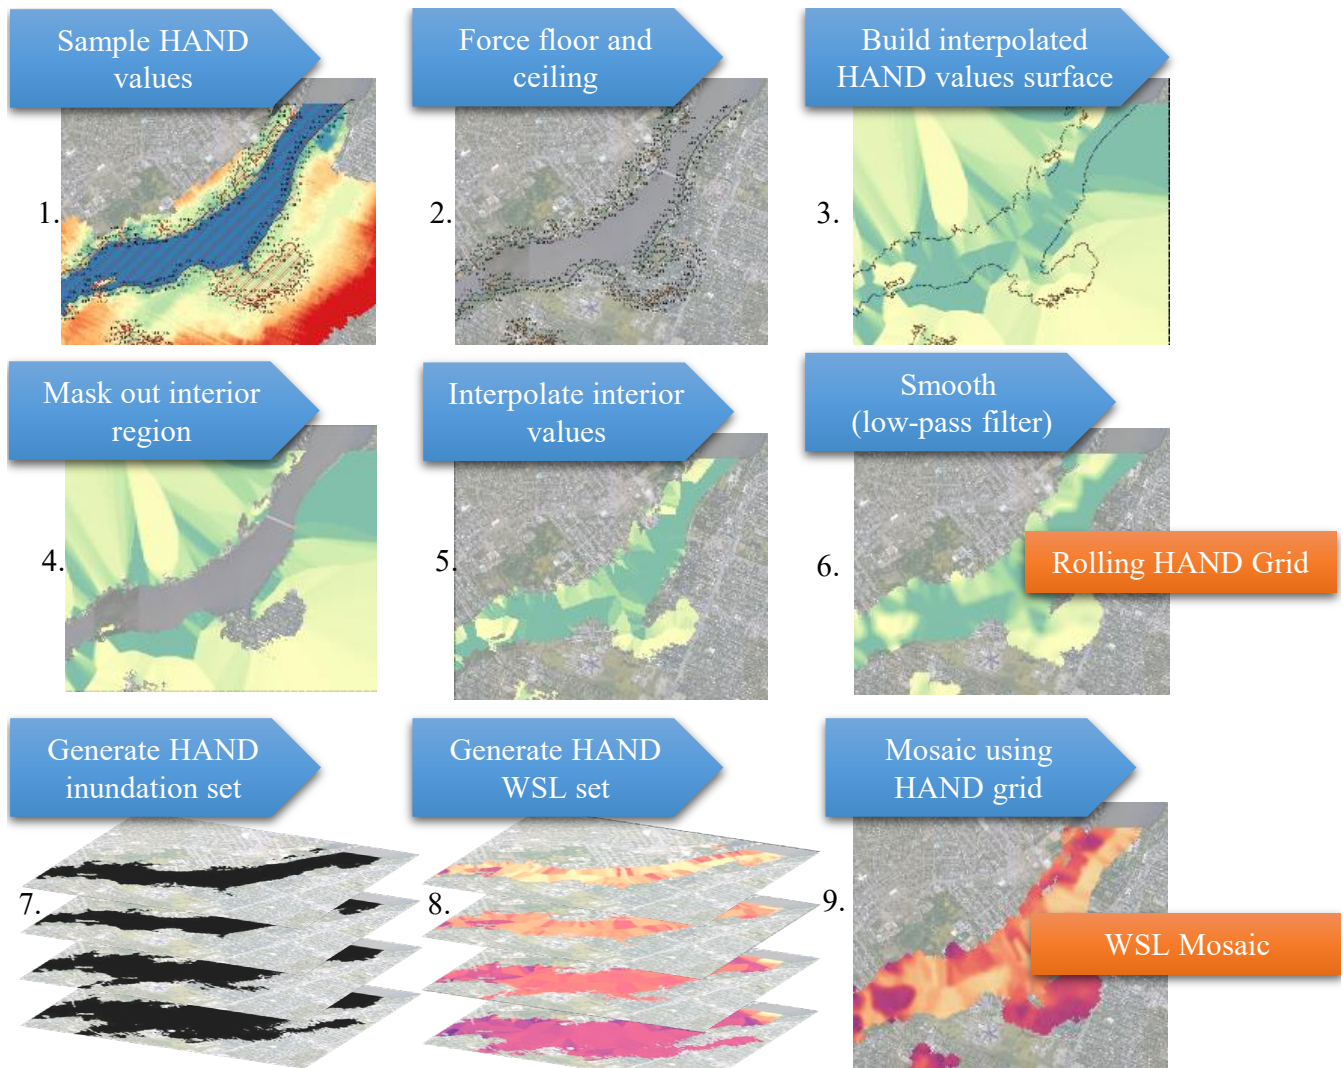 Sample HAND
values
1.
Force floor and
ceiling
2.
Build interpolated
HAND values surface
3.
Mask out interior
region
4.
Interpolate interior
values
5.
Smooth
(low-pass filter)
6.
Rolling HAND Grid
Generate HAND
inundation set
7.
Generate HAND
WSL set
8.
Mosaic using
HAND grid
9.
WSL Mosaic